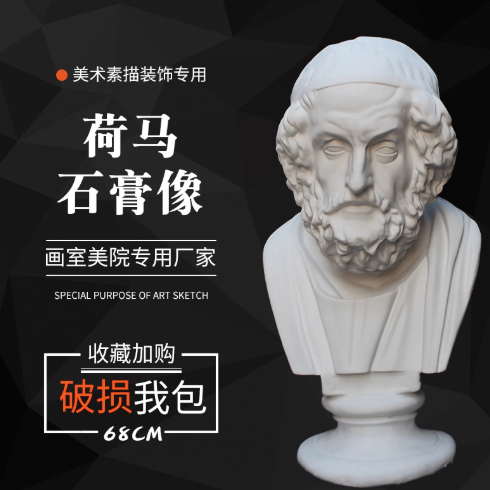 美术素描装饰专用
荷马
石膏像
画室美院专用厂家
SPECIAL PURPOSE OF ART SKETCH
收藏加购
破损我包
68CM